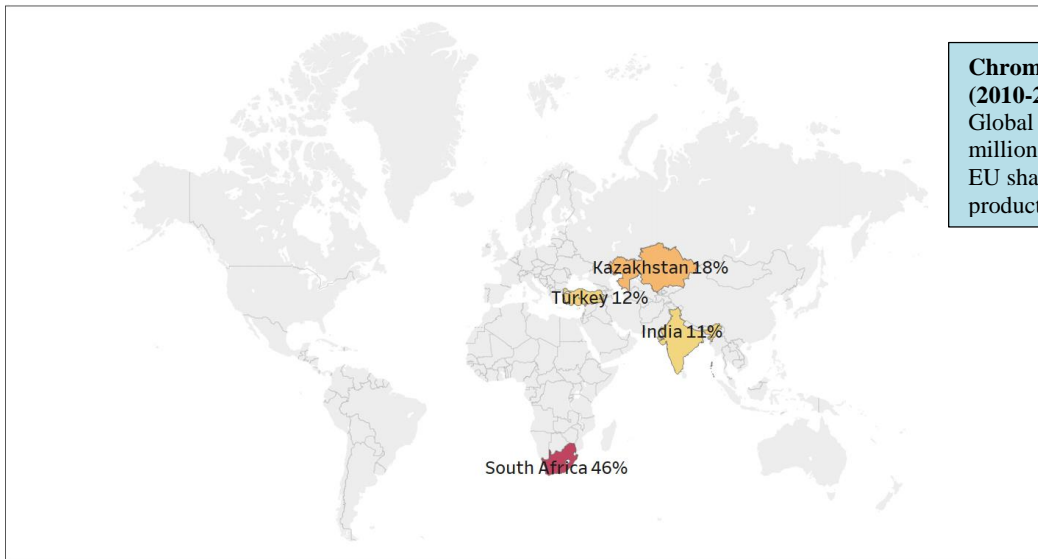 Kazakhstan 18%
Turkey 12%
India 11%
South Africa 46%
Chrom
(2010-2
Global
million
EU sha
product